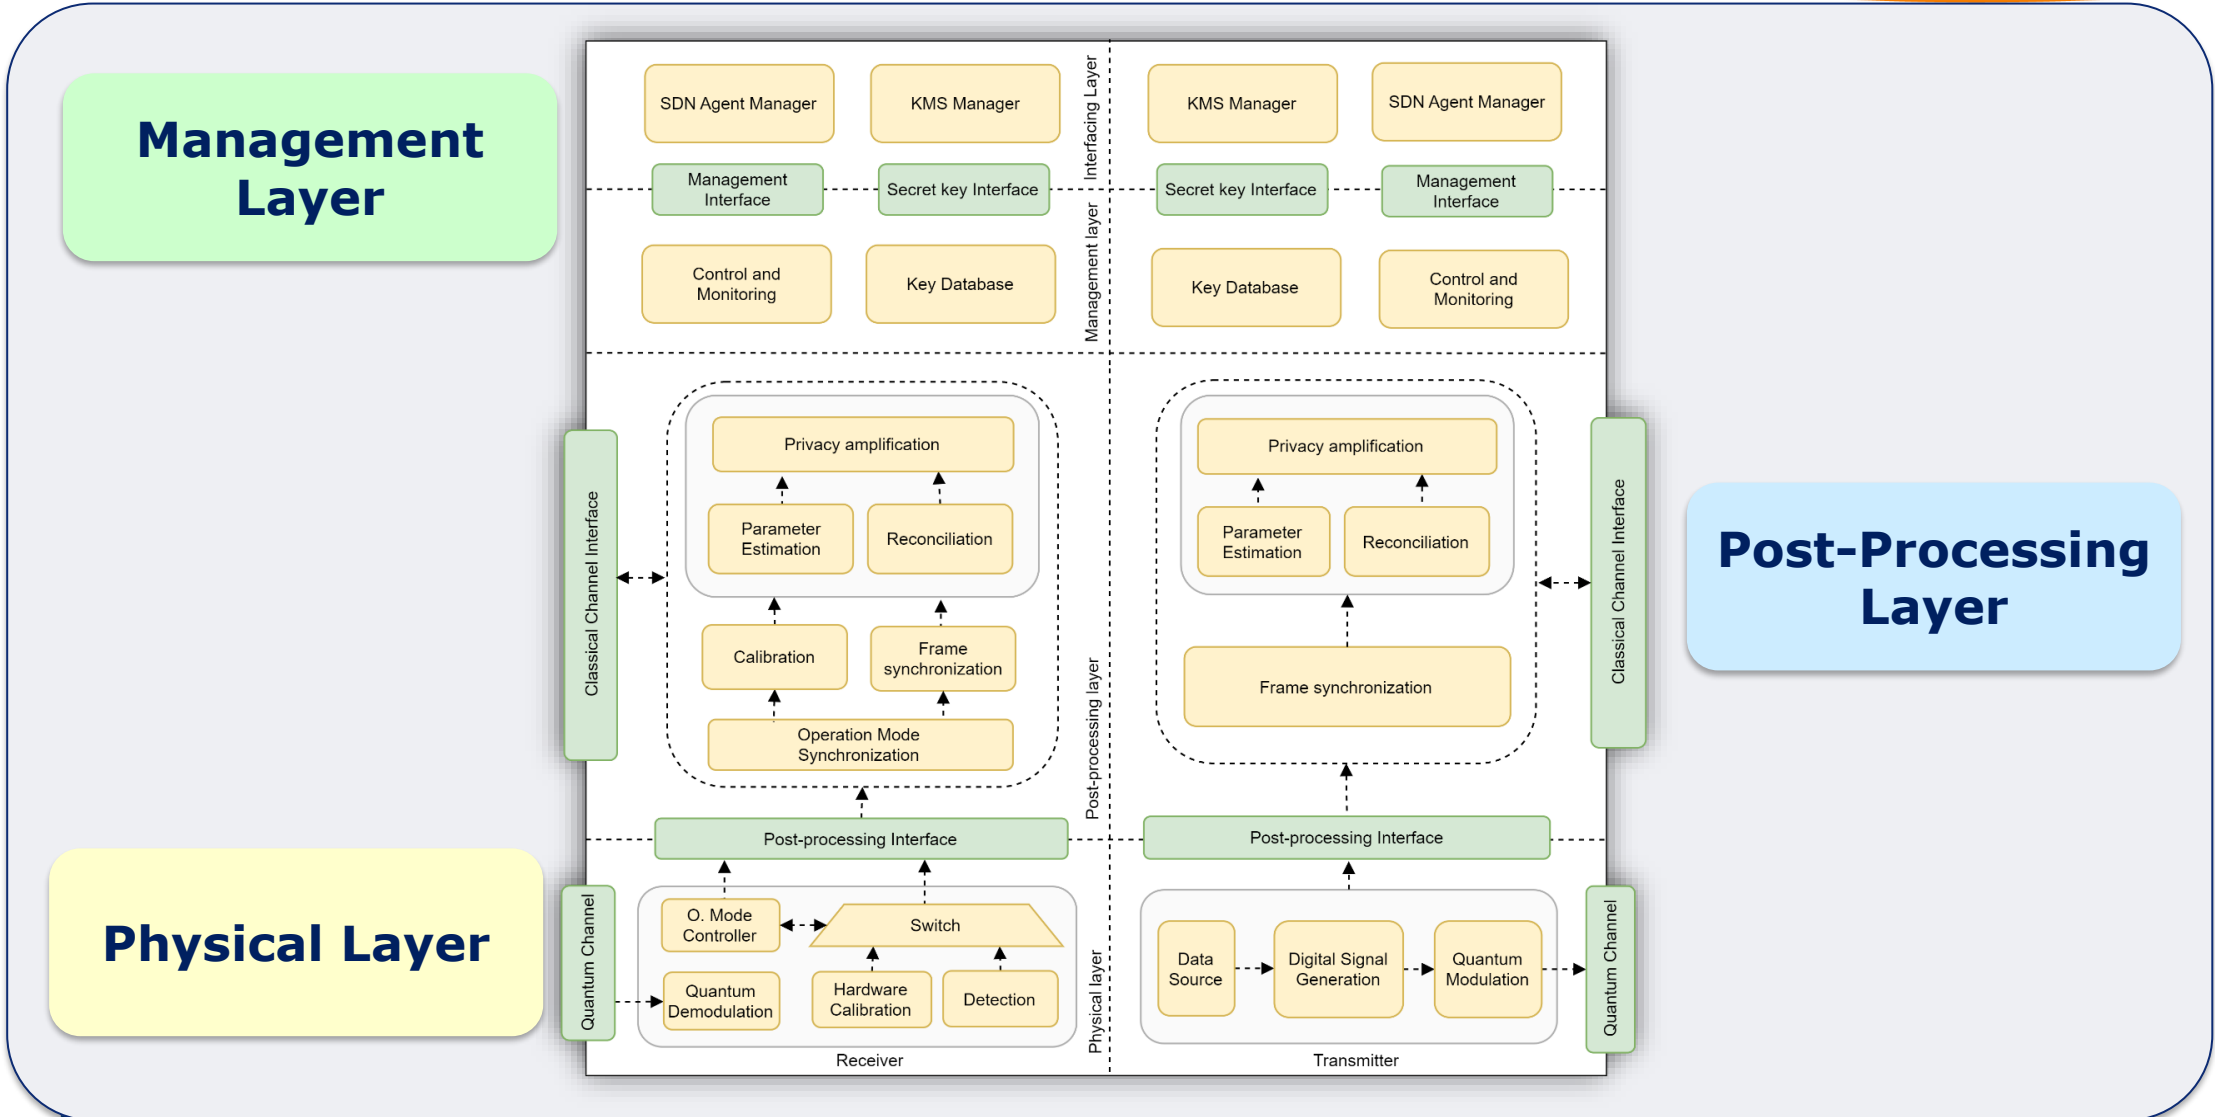 Management
Layer
SDN Agent Manager
KMS Manager
Interfacing Layer
KMS Manager
SDN Agent Manager
Management
Interface
Secret key Interface
Secret key Interface
Management
Interface
Control and
Monitoring
Key Database
Management layer
Key Database
Control and
Monitoring
Classical Channel Interface
Privacy amplification
Parameter
Estimation
Reconciliation
Calibration
Frame
synchronization
Operation Mode
Synchronization
Post-processing layer
Privacy amplification
Parameter
Estimation
Reconciliation
Frame synchronization
Classical Channel Interface
Post-Processing
Layer
Post-processing Interface
Post-processing Interface
Physical Layer
Quantum Channel
O. Mode
Controller
Switch
Quantum
Demodulation
Hardware
Calibration
Detection
Receiver
Physical layer
Data
Source
Digital Signal
Generation
Quantum
Modulation
Quantum Channel
Transmitter